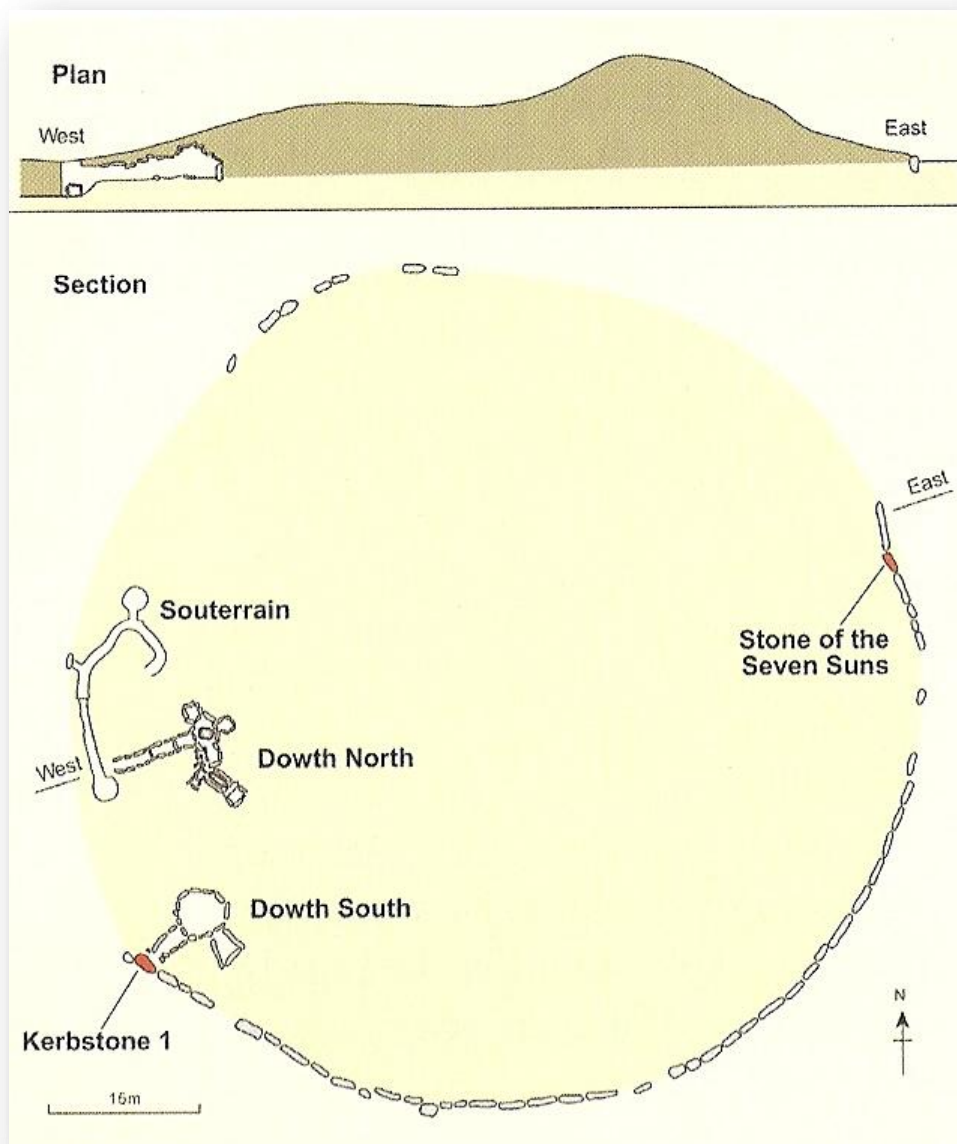 Plan
West
East
Section
East
Souterrain
Stone of the
Seven Suns
Dowth North
West
Dowth South
Kerbstone 1
N
15m